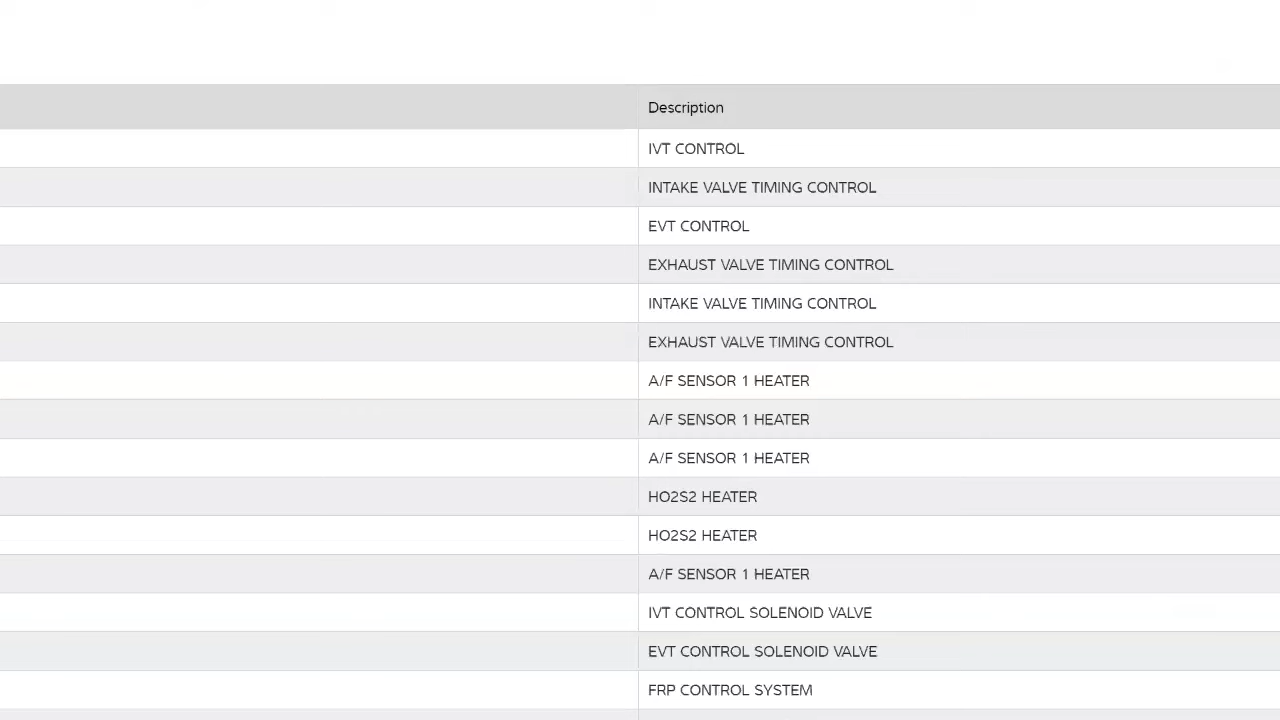 Description
IVT CONTROL
INTAKE VALVE TIMING CONTROL
EVT CONTROL
EXHAUST VALVE TIMING CONTROL
INTAKE VALVE TIMING CONTROL
EXHAUST VALVE TIMING CONTROL
A/F SENSOR 1 HEATER
A/F SENSOR 1 HEATER
A/F SENSOR 1 HEATER
HO2S2 HEATER
HO2S2 HEATER
A/F SENSOR 1 HEATER
IVT CONTROL SOLENOID VALVE
EVT CONTROL SOLENOID VALVE
FRP CONTROL SYSTEM